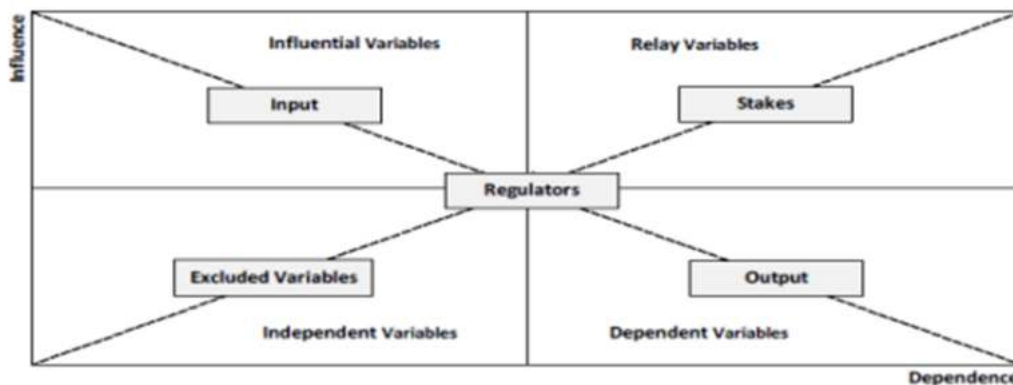 Influence
Influential Variables
Relay Variables
Input
Stakes
Regulators
Excluded Variables
Output
Independent Variables
Dependent Variables
Dependence